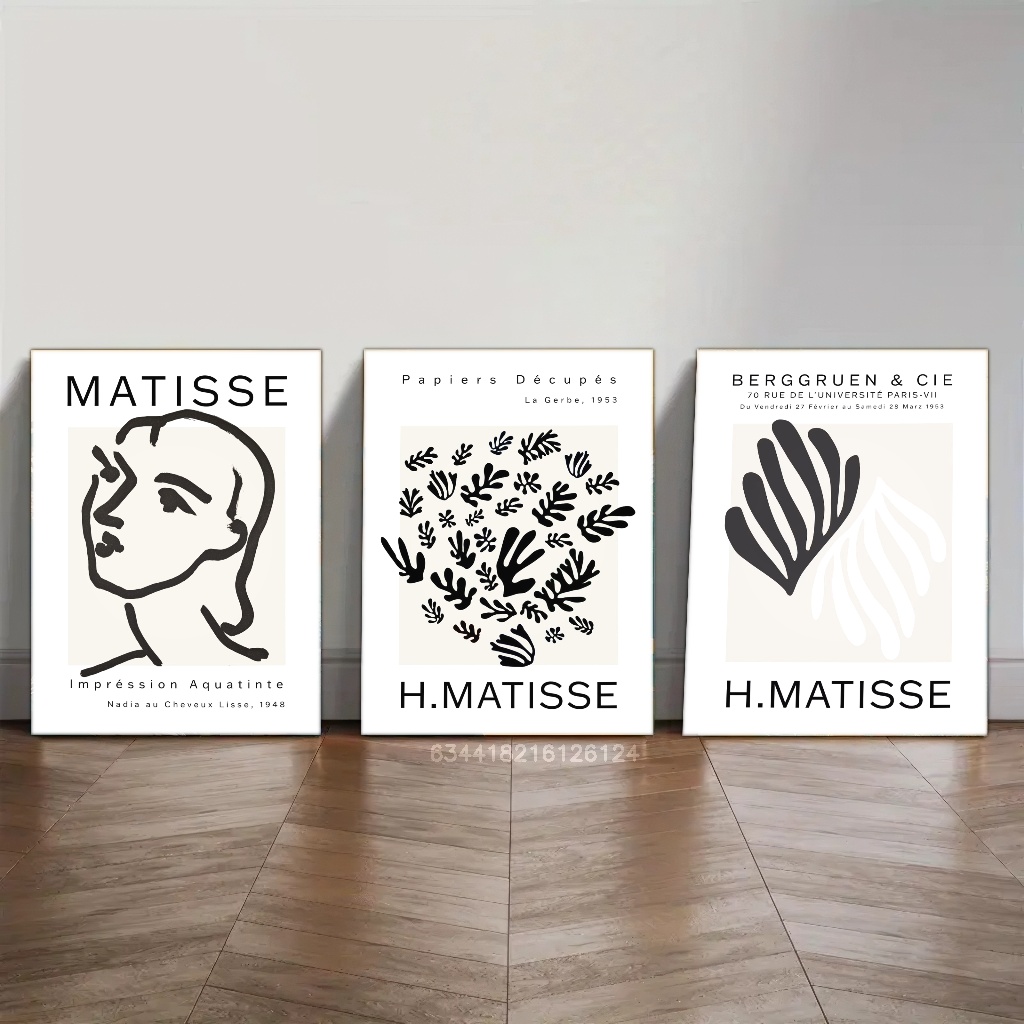 MATISSE
Impréssion Aquatinte
Nadia au Cheveux Lisse, 1948
Papiers Décupés
La Gerbe, 1953
H.MATISSE
BERGGRUEN & CIE
70 RUE DE L'UNIVERSITÉ PARIS-VII
Du Vendredi 27 Février au Samedi 28 Marz 1953
H.MATISSE
634418216126124